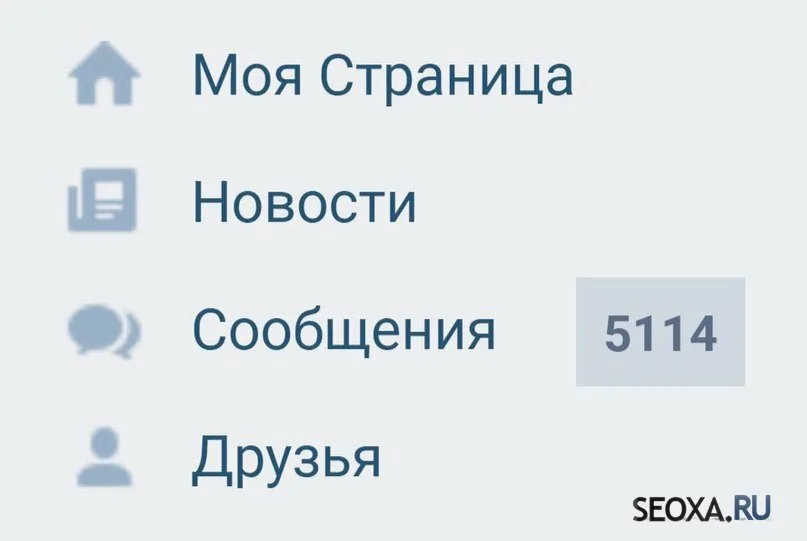 Моя Страница
Новости
Сообщения 5114
Друзья
SEOXA.RU